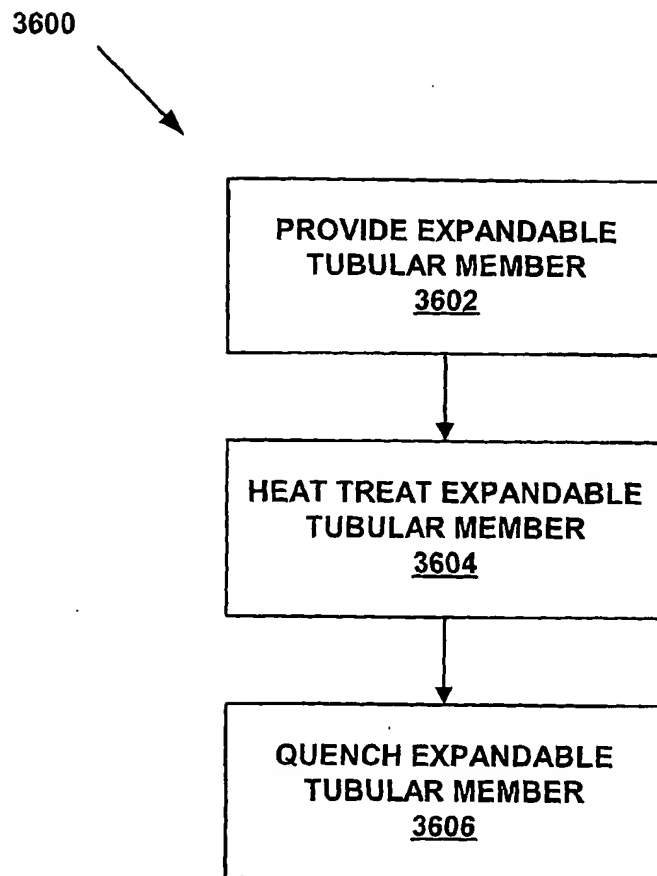 3600
PROVIDE EXPANDABLE
TUBULAR MEMBER
3602
HEAT TREAT EXPANDABLE
TUBULAR MEMBER
3604
QUENCH EXPANDABLE
TUBULAR MEMBER
3606